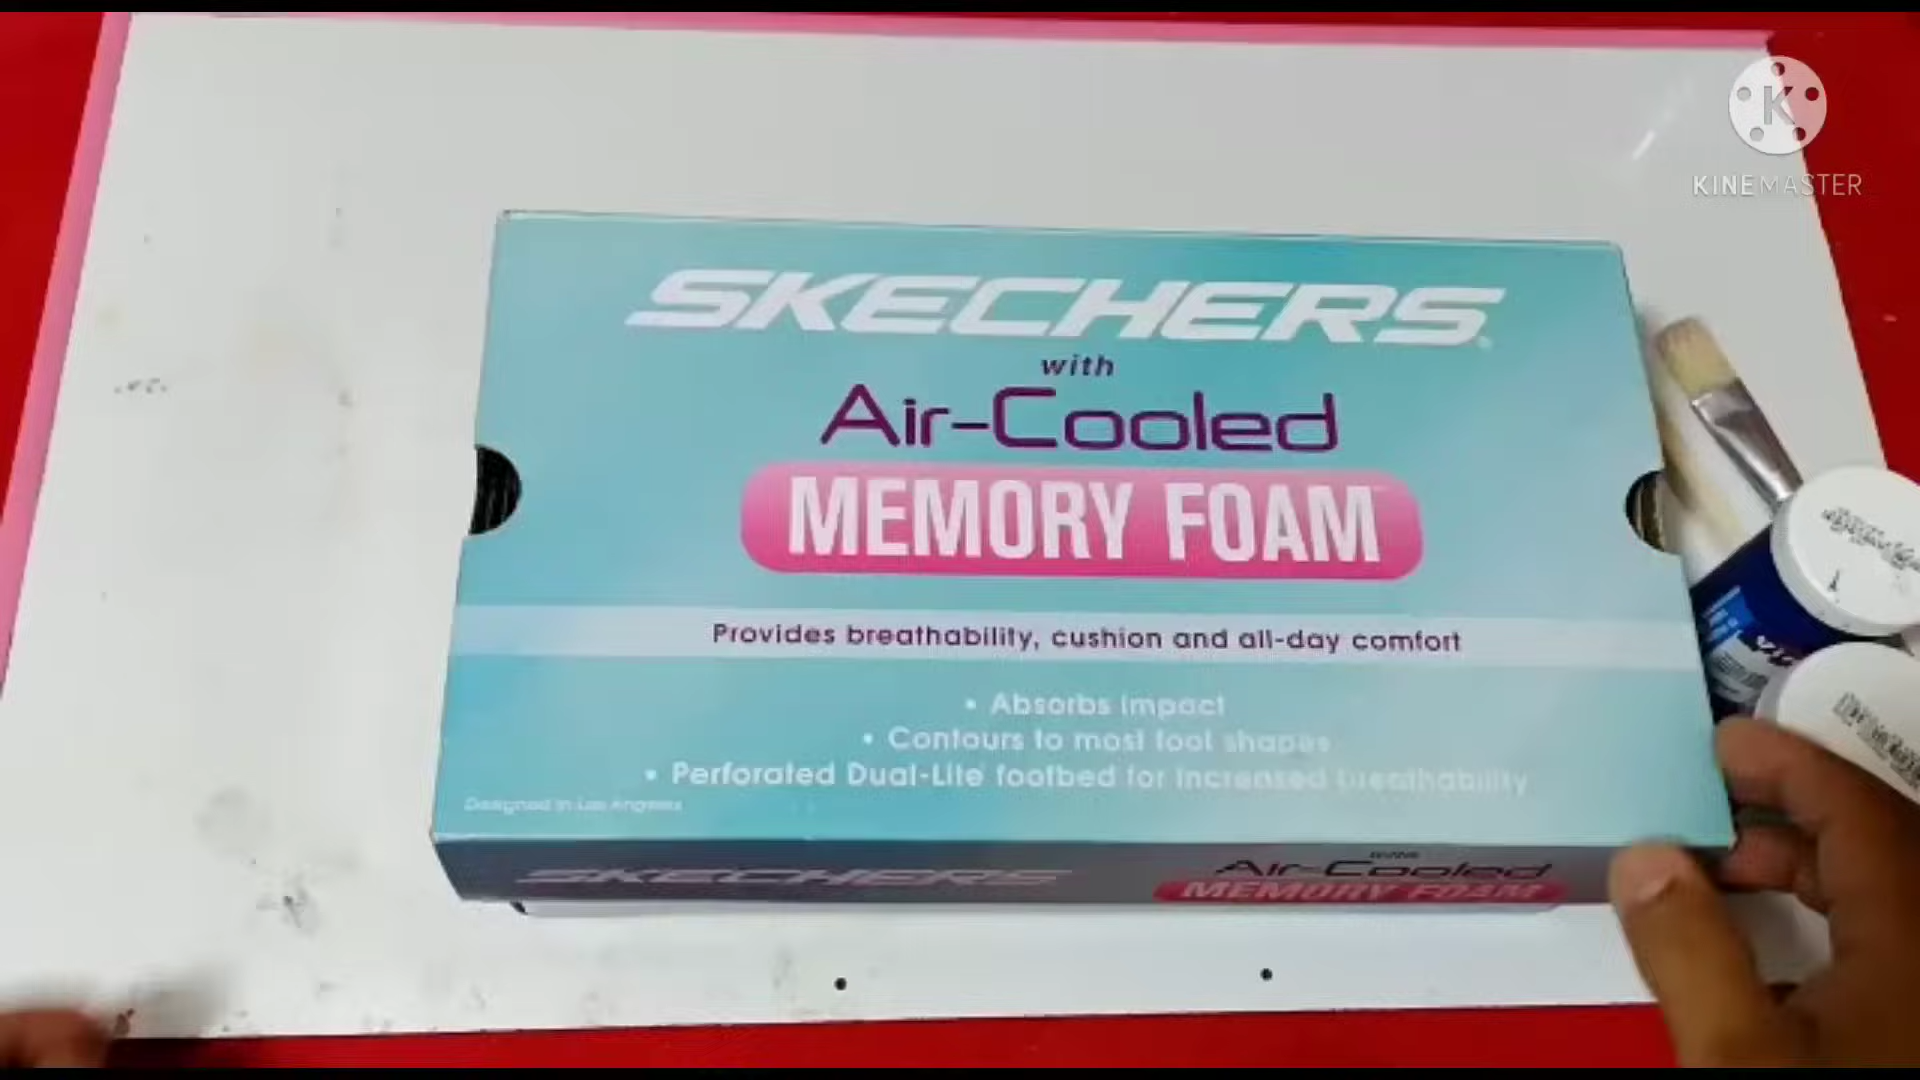 KINEMASTER
SKECHERS
with
Air-Cooled
MEMORY FOAM
Provides breathability, cushion and all-day comfort
• Absorbs impact
• Contours to most foot shapes
• Perforated Dual-Lite footbed for increased breathability
Designed in Los Angeles
SKECHERS
with
Air-Cooled
MEMORY FOAM